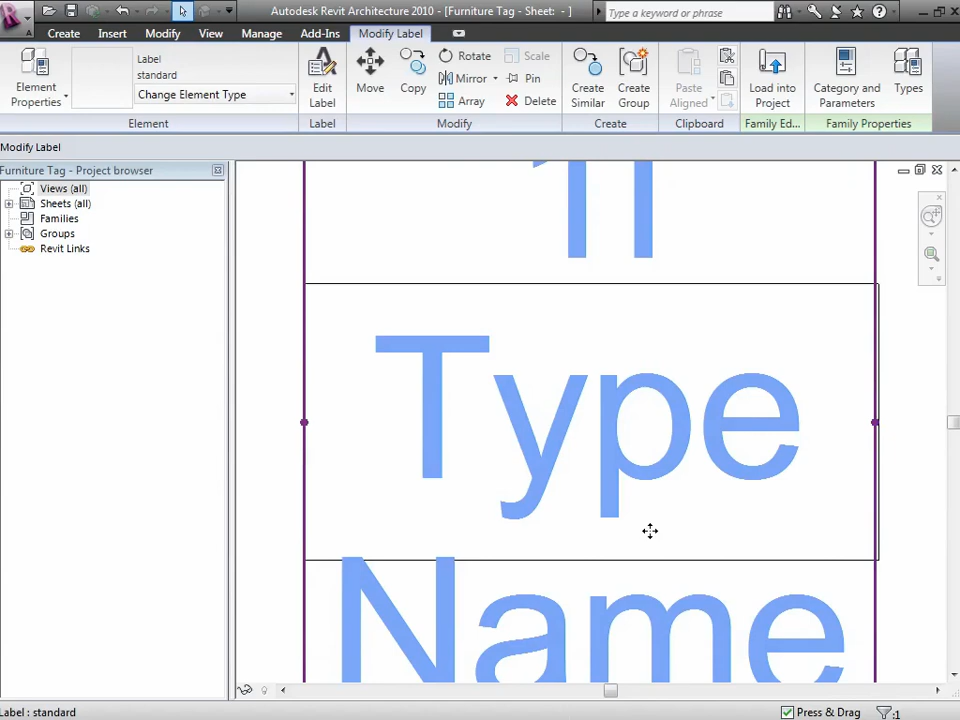 Autodesk Revit Architecture 2010 - [Furniture Tag - Sheet: - ]
Type a keyword or phrase
Create Insert Modify View Manage Add-Ins Modify Label
Element Properties
Label
standard
Change Element Type
Edit Label
Move
Copy
Rotate
Mirror
Array
Scale
Pin
Delete
Create Similar
Create Group
Paste Aligned
Load into Project
Category and Parameters
Types
Element Label Modify Create Clipboard Family Ed... Family Properties
Modify Label
Furniture Tag - Project browser
Views (all)
Sheets (all)
Families
Groups
Revit Links
Type
Name
Label : standard
Press & Drag
:1